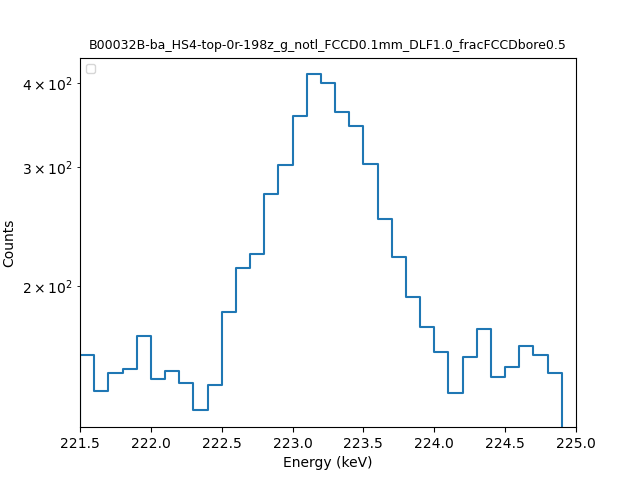 B00032B-ba_HS4-top-0r-198z_g_notl_FCCD0.1mm_DLF1.0_fracFCCDbore0.5
4 × 10²
3 × 10²
2 × 10²
Counts
221.5 222.0 222.5 223.0 223.5 224.0 224.5 225.0
Energy (keV)